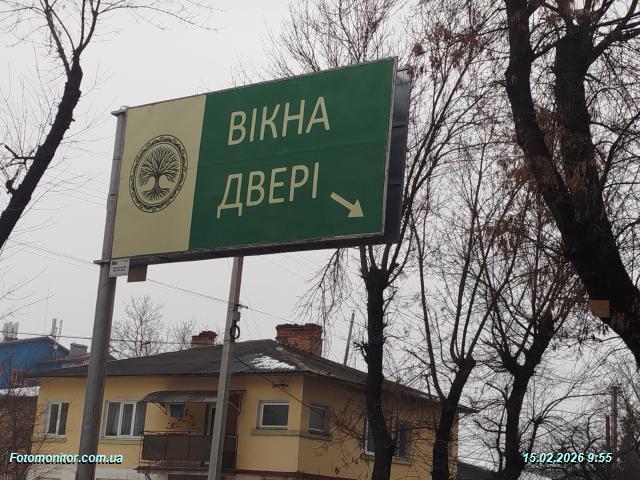 ВІКНА
ДВЕРІ
Fotomonitor.com.ua
15.02.2026 9:55